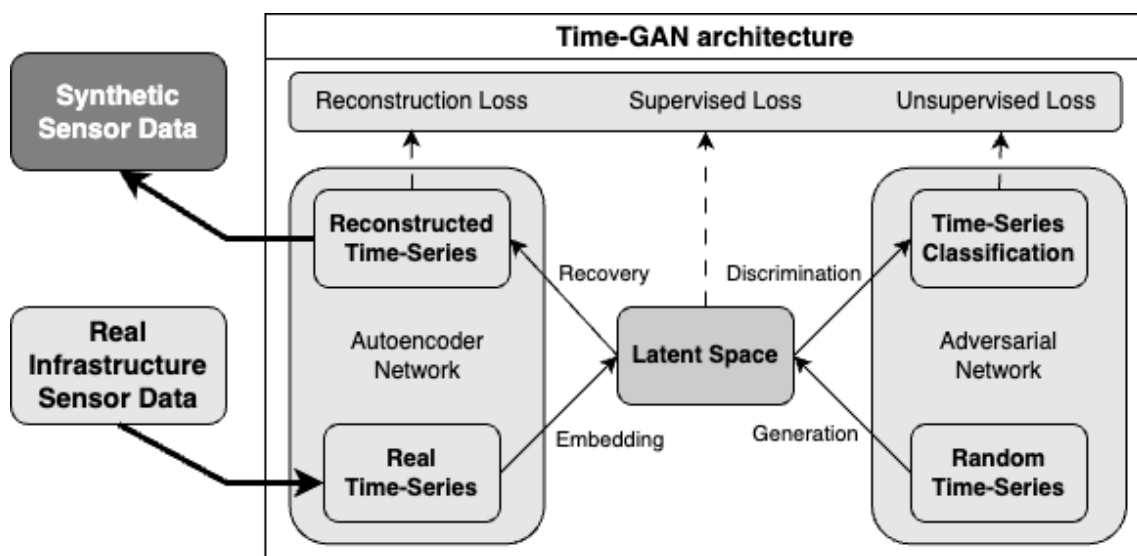 Time-GAN architecture
Synthetic
Sensor Data
Reconstruction Loss
Supervised Loss
Unsupervised Loss
Reconstructed
Time-Series
Time-Series
Classification
Recovery
Discrimination
Real
Infrastructure
Sensor Data
Autoencoder
Network
Latent Space
Adversarial
Network
Embedding
Generation
Real
Time-Series
Random
Time-Series